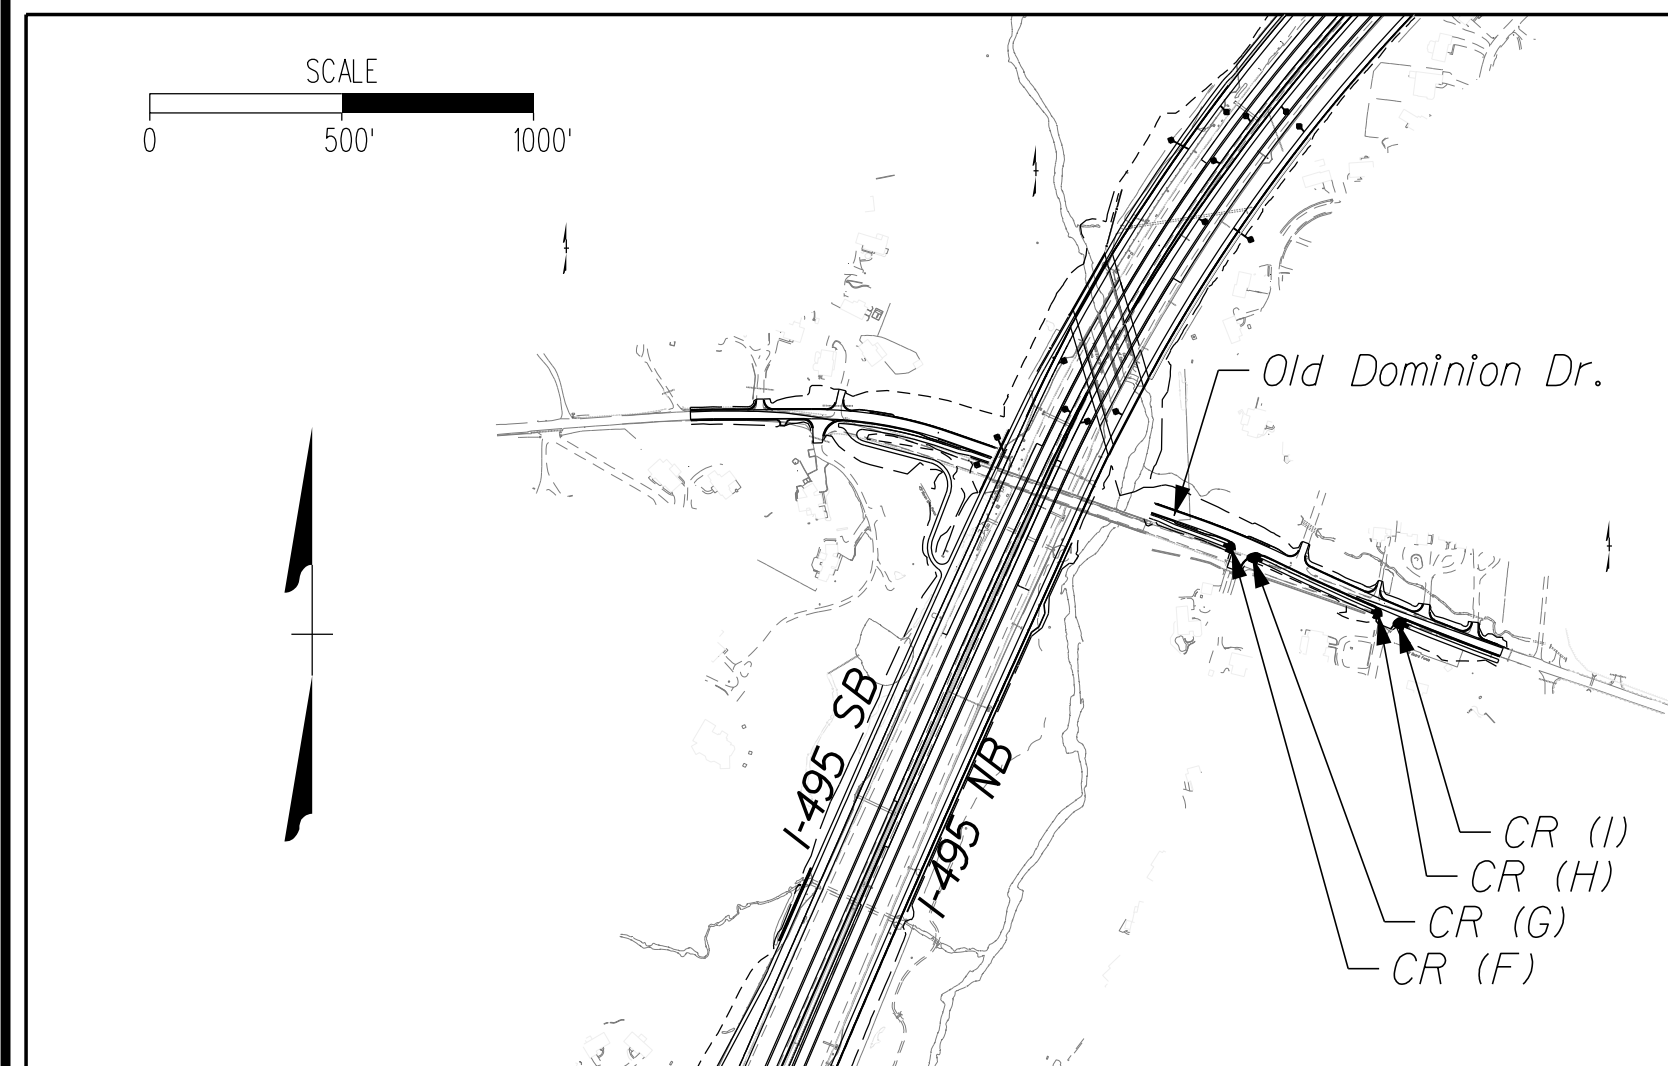 SCALE
0 500' 1000'
Old Dominion Dr.
I-495 SB
I-495 NB
CR (I)
CR (H)
CR (G)
CR (F)